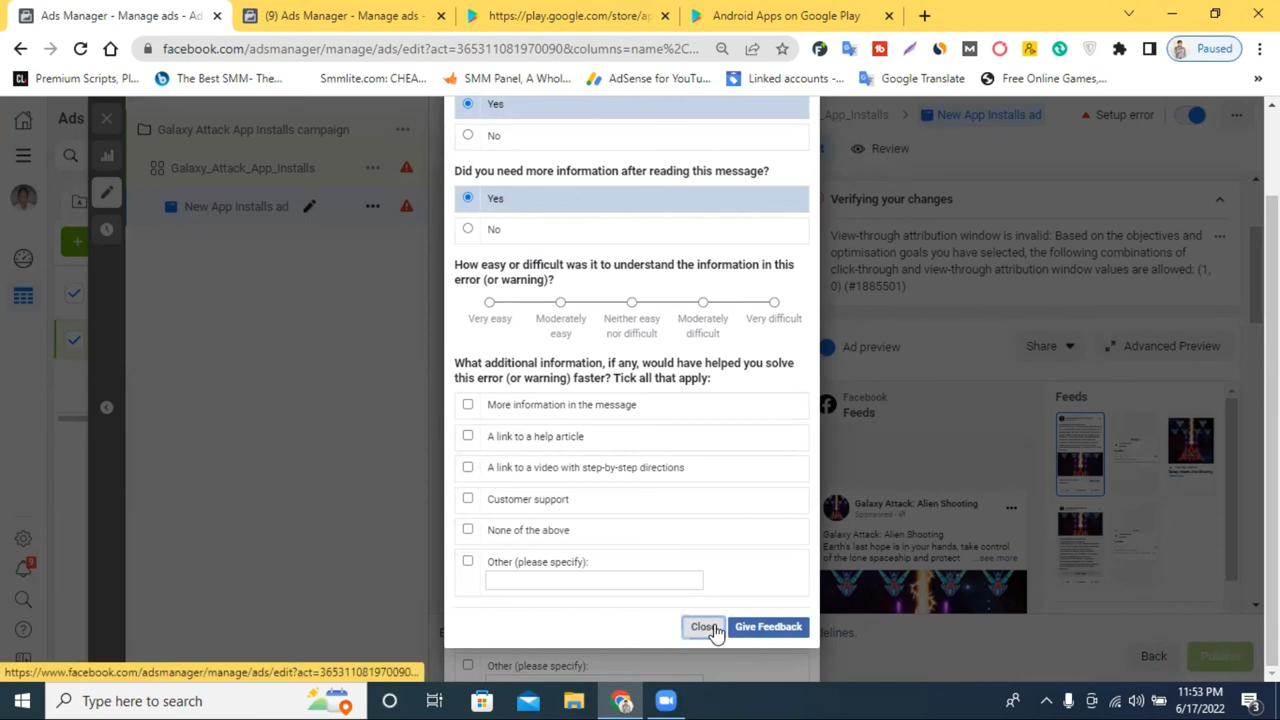 Ads Manager - Manage ads - Ad
(9) Ads Manager - Manage ads -
https://play.google.com/store/ap
Android Apps on Google Play
facebook.com/adsmanager/manage/ads/edit?act=365311081970090&columns=name%2C...
Paused
Premium Scripts, Pl...
The Best SMM- The...
Smmlite.com: CHEA...
SMM Panel, A Whol...
AdSense for YouTu...
Linked accounts -...
Google Translate
Free Online Games,...
»
Ads
Galaxy Attack App Installs campaign
Galaxy_Attack_App_Installs
New App Installs ad
_App_Installs
New App Installs ad
Setup error
Review
Yes
No
Did you need more information after reading this message?
Yes
No
How easy or difficult was it to understand the information in this
error (or warning)?
Very easy
Moderately
easy
Neither easy
nor difficult
Moderately
difficult
Very difficult
What additional information, if any, would have helped you solve
this error (or warning) faster? Tick all that apply:
More information in the message
A link to a help article
A link to a video with step-by-step directions
Customer support
None of the above
Other (please specify):
Close
Give Feedback
Other (please specify):
Verifying your changes
View-through attribution window is invalid: Based on the objectives and
optimisation goals you have selected, the following combinations of
click-through and view-through attribution window values are allowed: (1,
0) (#1885501)
Ad preview
Share
Advanced Preview
Facebook
Feeds
Feeds
Galaxy Attack: Alien Shooting
Sponsored
Galaxy Attack: Alien Shooting
Earth's last hope is in your hands, take control
of the lone spaceship and protect ...see more
delines.
Back
Publish
https://www.facebook.com/adsmanager/manage/ads/edit?act=365311081970090...
Type here to search
11:53 PM
6/17/2022
3